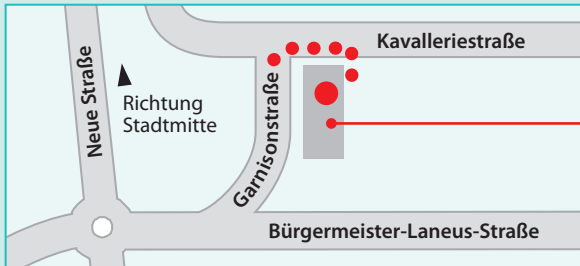 Kavalleriestraße
Neue Straße
Richtung
Stadtmitte
Garnisonstraße
Bürgermeister-Laneus-Straße